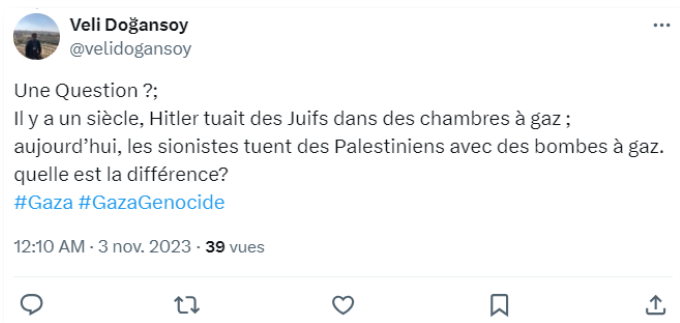 Veli Doğansoy
@velidogansoy
Une Question ?;
Il y a un siècle, Hitler tuait des Juifs dans des chambres à gaz ;
aujourd’hui, les sionistes tuent des Palestiniens avec des bombes à gaz.
quelle est la différence?
#Gaza #GazaGenocide
12:10 AM · 3 nov. 2023 · 39 vues